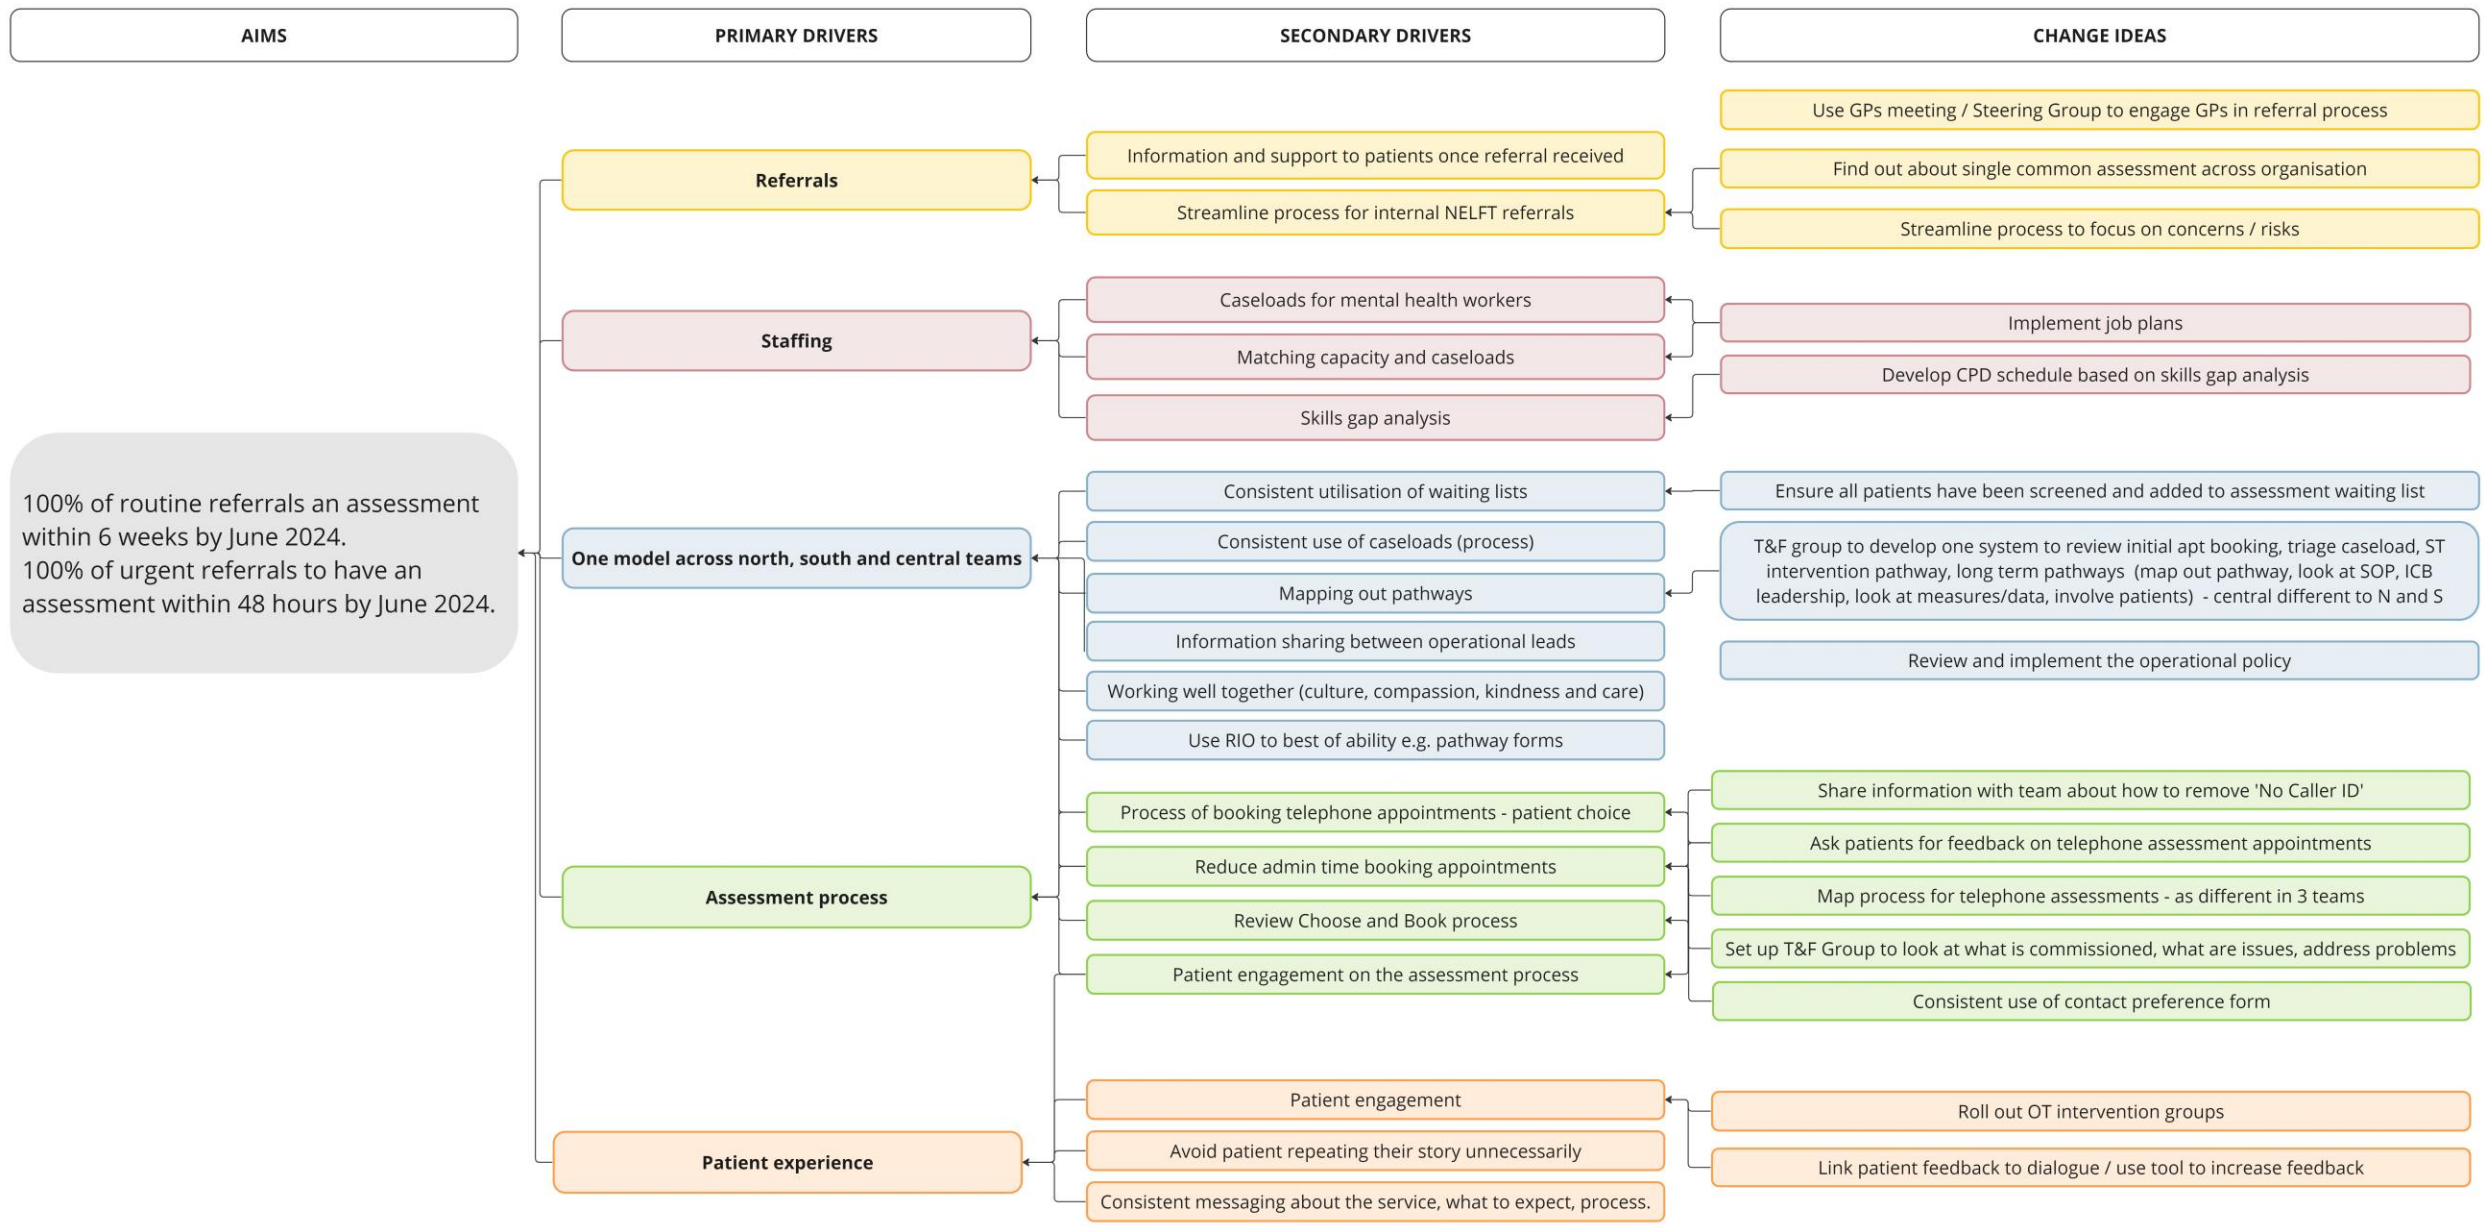 AIMS
PRIMARY DRIVERS
SECONDARY DRIVERS
CHANGE IDEAS
100% of routine referrals an assessment
within 6 weeks by June 2024.
100% of urgent referrals to have an
assessment within 48 hours by June 2024.
Referrals
Information and support to patients once referral received
Streamline process for internal NELFT referrals
Use GPs meeting / Steering Group to engage GPs in referral process
Find out about single common assessment across organisation
Streamline process to focus on concerns / risks
Staffing
Caseloads for mental health workers
Matching capacity and caseloads
Skills gap analysis
Implement job plans
Develop CPD schedule based on skills gap analysis
One model across north, south and central teams
Consistent utilisation of waiting lists
Consistent use of caseloads (process)
Mapping out pathways
Information sharing between operational leads
Working well together (culture, compassion, kindness and care)
Use RIO to best of ability e.g. pathway forms
Ensure all patients have been screened and added to assessment waiting list
T&F group to develop one system to review initial apt booking, triage caseload, ST
intervention pathway, long term pathways (map out pathway, look at SOP, ICB
leadership, look at measures/data, involve patients) - central different to N and S
Review and implement the operational policy
Assessment process
Process of booking telephone appointments - patient choice
Reduce admin time booking appointments
Review Choose and Book process
Patient engagement on the assessment process
Share information with team about how to remove 'No Caller ID'
Ask patients for feedback on telephone assessment appointments
Map process for telephone assessments - as different in 3 teams
Set up T&F Group to look at what is commissioned, what are issues, address problems
Consistent use of contact preference form
Patient experience
Patient engagement
Avoid patient repeating their story unnecessarily
Consistent messaging about the service, what to expect, process.
Roll out OT intervention groups
Link patient feedback to dialogue / use tool to increase feedback